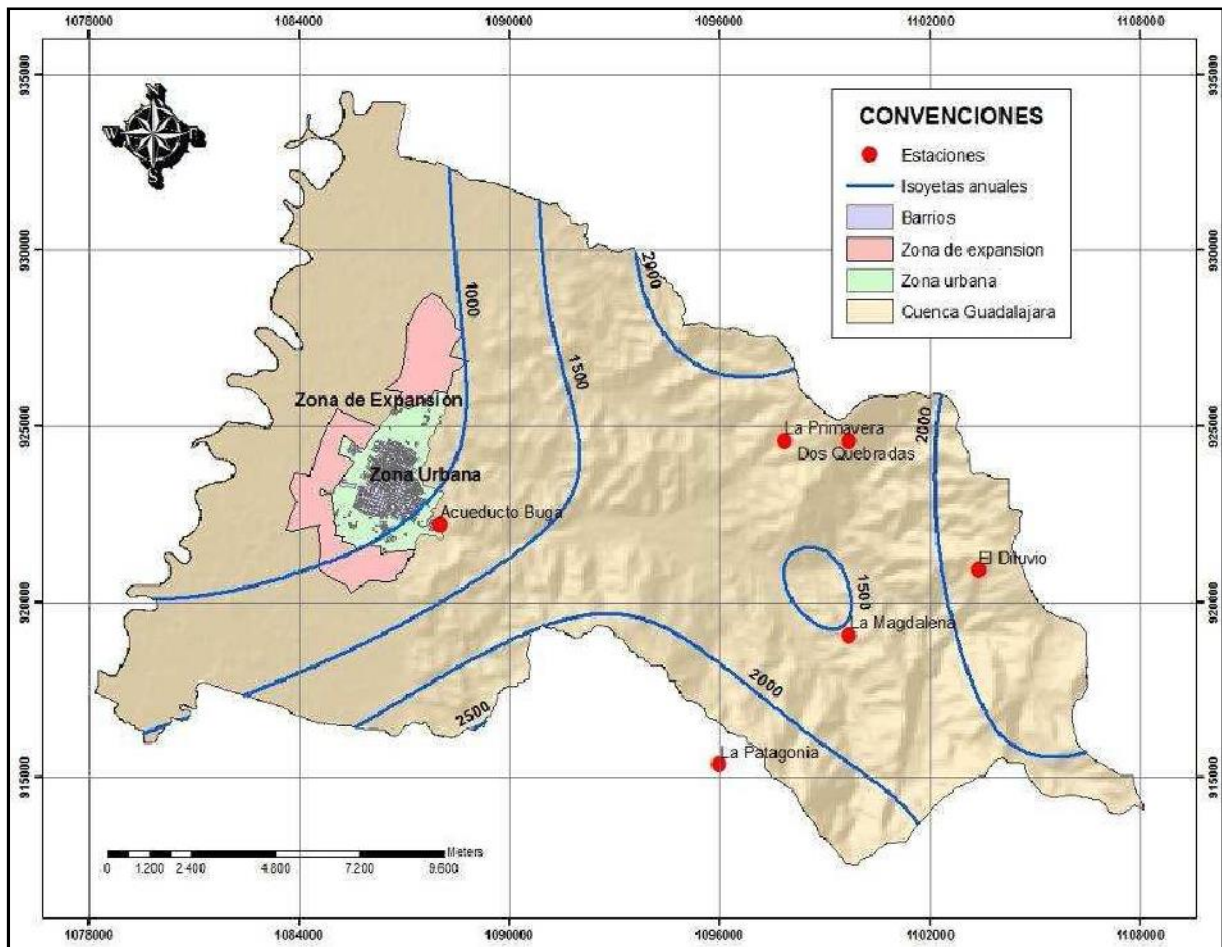 1078000 1084000 1090000 1096000 1102000 1108000
935000 935000
N
E
S
CONVENCIONES
Estaciones
Isoyetas anuales
Barrios
Zona de expansion
Zona urbana
Cuenca Guadalajara
930000 930000
2000
1000
1500
Zona de Expansión
925000 925000
2000
La Primavera
Dos Quebradas
Zona Urbana
Acueducto Buga
El Diluvio
1500
920000 920000
La Magdalena
2000
2500
La Patagonia
915000 915000
Meters
0 1.200 2.400 4.800 7.200 9.600
1078000 1084000 1090000 1096000 1102000 1108000